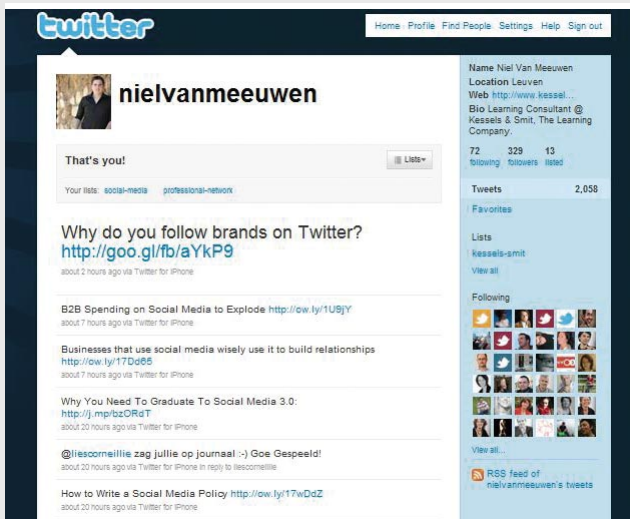 twitter
Home Profile Find People Settings Help Sign out
nielvanmeeuwen
That's you!
Lists
Your lists: social-media professional-network
Why do you follow brands on Twitter?
http://goo.gl/fb/aYkP9
about 2 hours ago via Twitter for iPhone
B2B Spending on Social Media to Explode http://ow.ly/1U9jY
about 7 hours ago via Twitter for iPhone
Businesses that use social media wisely use it to build relationships
http://ow.ly/17Dd65
about 7 hours ago via Twitter for iPhone
Why You Need To Graduate To Social Media 3.0:
http://j.mp/bzORdT
about 20 hours ago via Twitter for iPhone
@liescorneillie zag jullie op journaal :-) Goe Gespeeld!
about 20 hours ago via Twitter for iPhone in reply to liescorneillie
How to Write a Social Media Policy http://ow.ly/17wDdZ
about 20 hours ago via Twitter for iPhone
Name Niel Van Meeuwen
Location Leuven
Web http://www.kessel...
Bio Learning Consultant @
Kessels & Smit, The Learning
Company.
72 329 13
following followers listed
Tweets 2,058
Favorites
Lists
kessels-smit
View all
Following
View all...
RSS feed of
nielvanmeeuwen's tweets